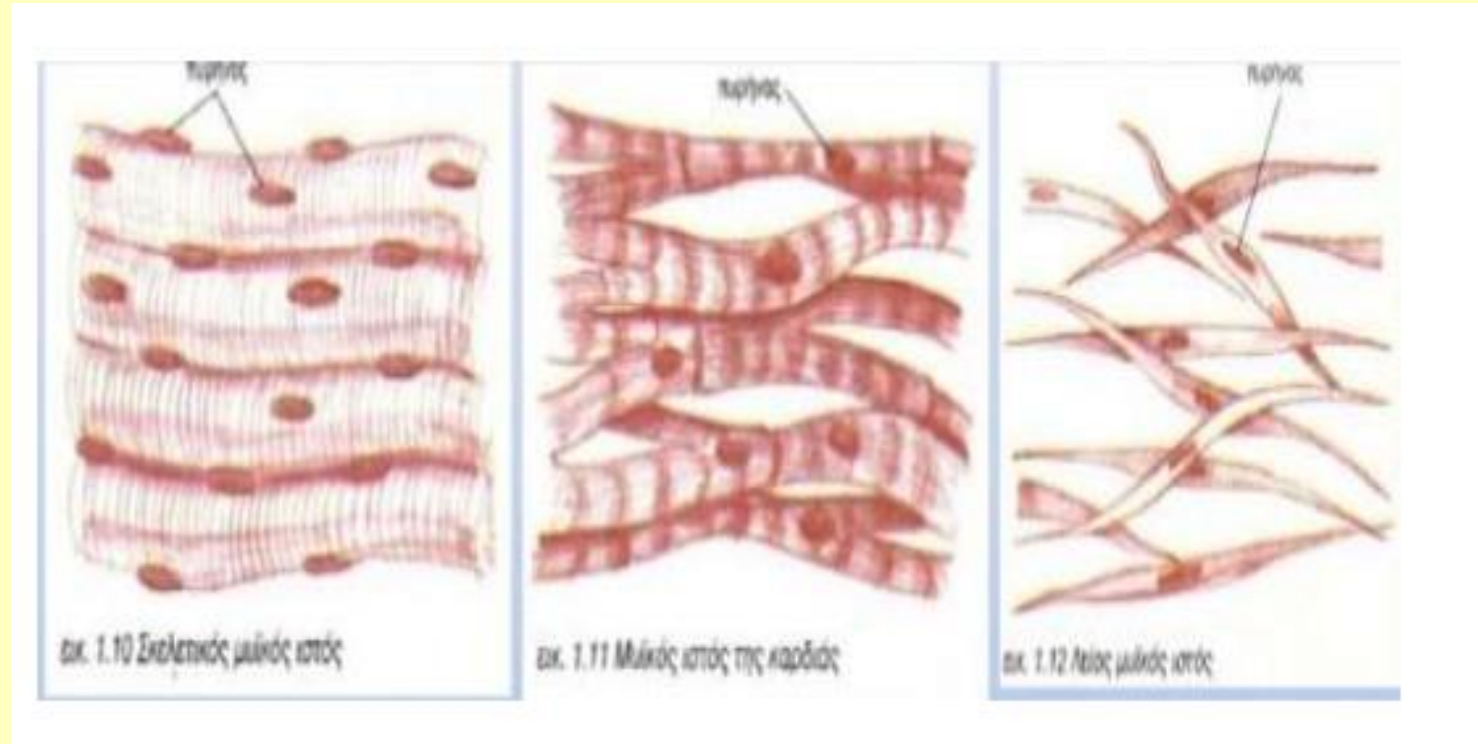 πυρήνας
πυρήνας
πυρήνας
εικ. 1.10 Σκελετικός μυϊκός ιστός
εικ. 1.11 Μυϊκός ιστός της καρδιάς
εικ. 1.12 Λείος μυϊκός ιστός